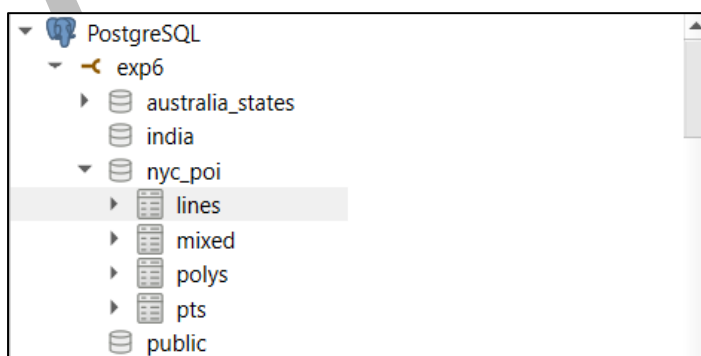 PostgreSQL
exp6
australia_states
india
nyc_poi
lines
mixed
polys
pts
public